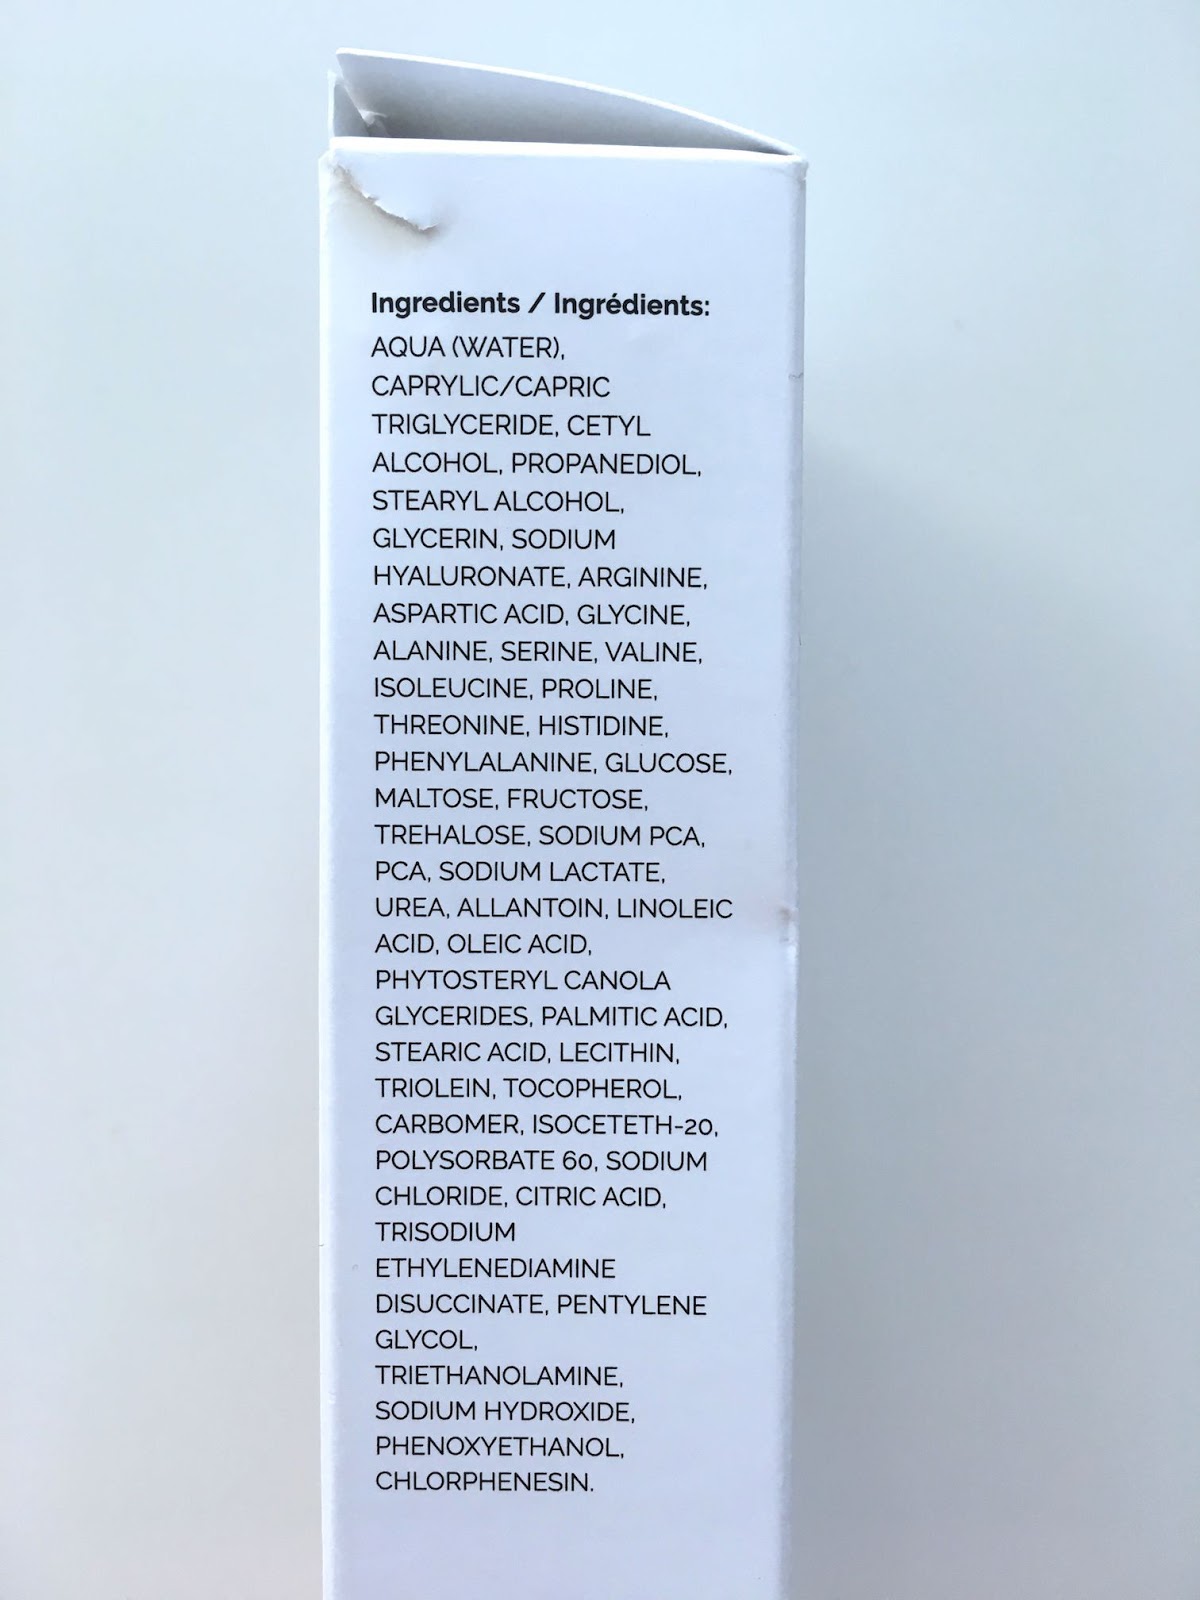 Ingredients / Ingrédients:
AQUA (WATER),
CAPRYLIC/CAPRIC
TRIGLYCERIDE, CETYL
ALCOHOL, PROPANEDIOL,
STEARYL ALCOHOL,
GLYCERIN, SODIUM
HYALURONATE, ARGININE,
ASPARTIC ACID, GLYCINE,
ALANINE, SERINE, VALINE,
ISOLEUCINE, PROLINE,
THREONINE, HISTIDINE,
PHENYLALANINE, GLUCOSE,
MALTOSE, FRUCTOSE,
TREHALOSE, SODIUM PCA,
PCA, SODIUM LACTATE,
UREA, ALLANTOIN, LINOLEIC
ACID, OLEIC ACID,
PHYTOSTERYL CANOLA
GLYCERIDES, PALMITIC ACID,
STEARIC ACID, LECITHIN,
TRIOLEIN, TOCOPHEROL,
CARBOMER, ISOCETETH-20,
POLYSORBATE 60, SODIUM
CHLORIDE, CITRIC ACID,
TRISODIUM
ETHYLENEDIAMINE
DISUCCINATE, PENTYLENE
GLYCOL,
TRIETHANOLAMINE,
SODIUM HYDROXIDE,
PHENOXYETHANOL,
CHLORPHENESIN.